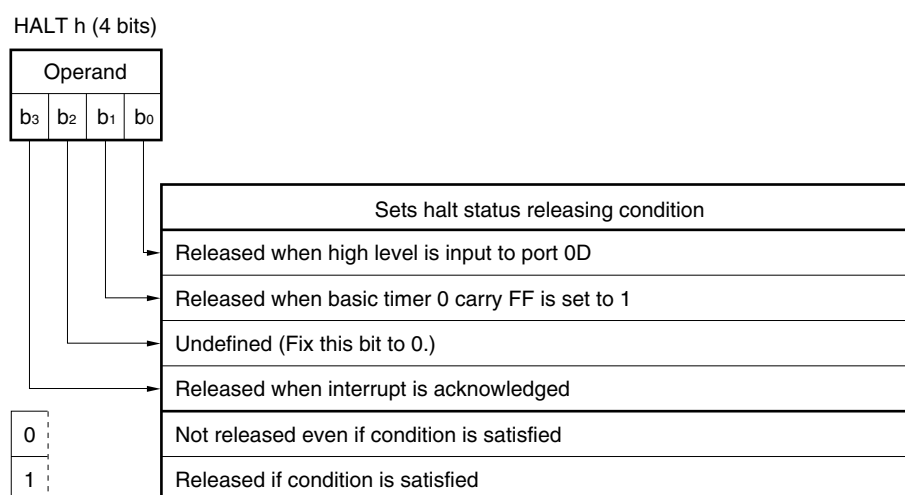 HALT h (4 bits)
Operand
b3 b2 b1 b0
Sets halt status releasing condition
Released when high level is input to port 0D
Released when basic timer 0 carry FF is set to 1
Undefined (Fix this bit to 0.)
Released when interrupt is acknowledged
0 Not released even if condition is satisfied
1 Released if condition is satisfied